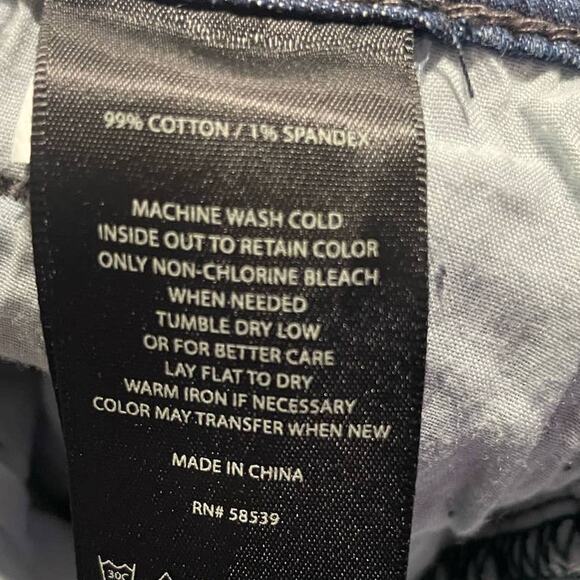 99% COTTON / 1% SPANDEX
MACHINE WASH COLD
INSIDE OUT TO RETAIN COLOR
ONLY NON-CHLORINE BLEACH
WHEN NEEDED
TUMBLE DRY LOW
OR FOR BETTER CARE
LAY FLAT TO DRY
WARM IRON IF NECESSARY
COLOR MAY TRANSFER WHEN NEW
MADE IN CHINA
RN# 58539
30C